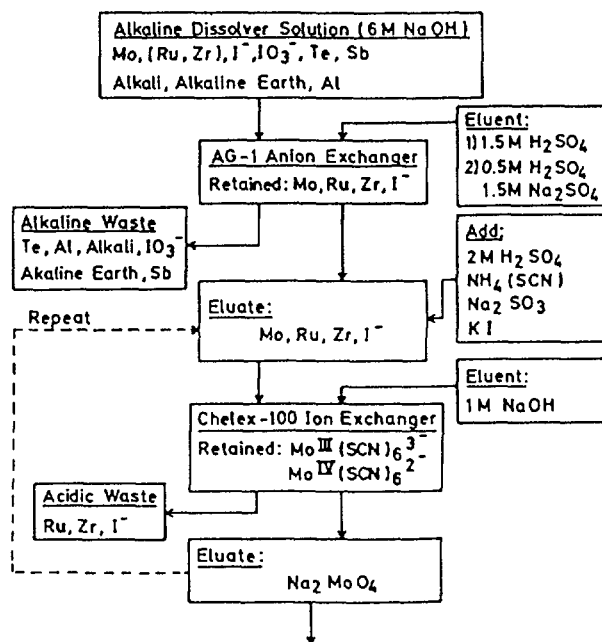 Alkaline Dissolver Solution (6M NaOH)
Mo, (Ru, Zr), I⁻, IO₃⁻, Te, Sb
Alkali, Alkaline Earth, Al
Eluent:
1) 1.5M H₂SO₄
2) 0.5M H₂SO₄
1.5M Na₂SO₄
AG-1 Anion Exchanger
Retained: Mo, Ru, Zr, I⁻
Alkaline Waste
Te, Al, Alkali, IO₃⁻
Akaline Earth, Sb
Add:
2M H₂SO₄
NH₄(SCN)
Na₂SO₃
KI
Repeat
Eluate:
Mo, Ru, Zr, I⁻
Eluent:
1M NaOH
Chelex-100 Ion Exchanger
Retained: Mo^III(SCN)₆³⁻
Mo^IV(SCN)₆²⁻
Acidic Waste
Ru, Zr, I⁻
Eluate:
Na₂MoO₄